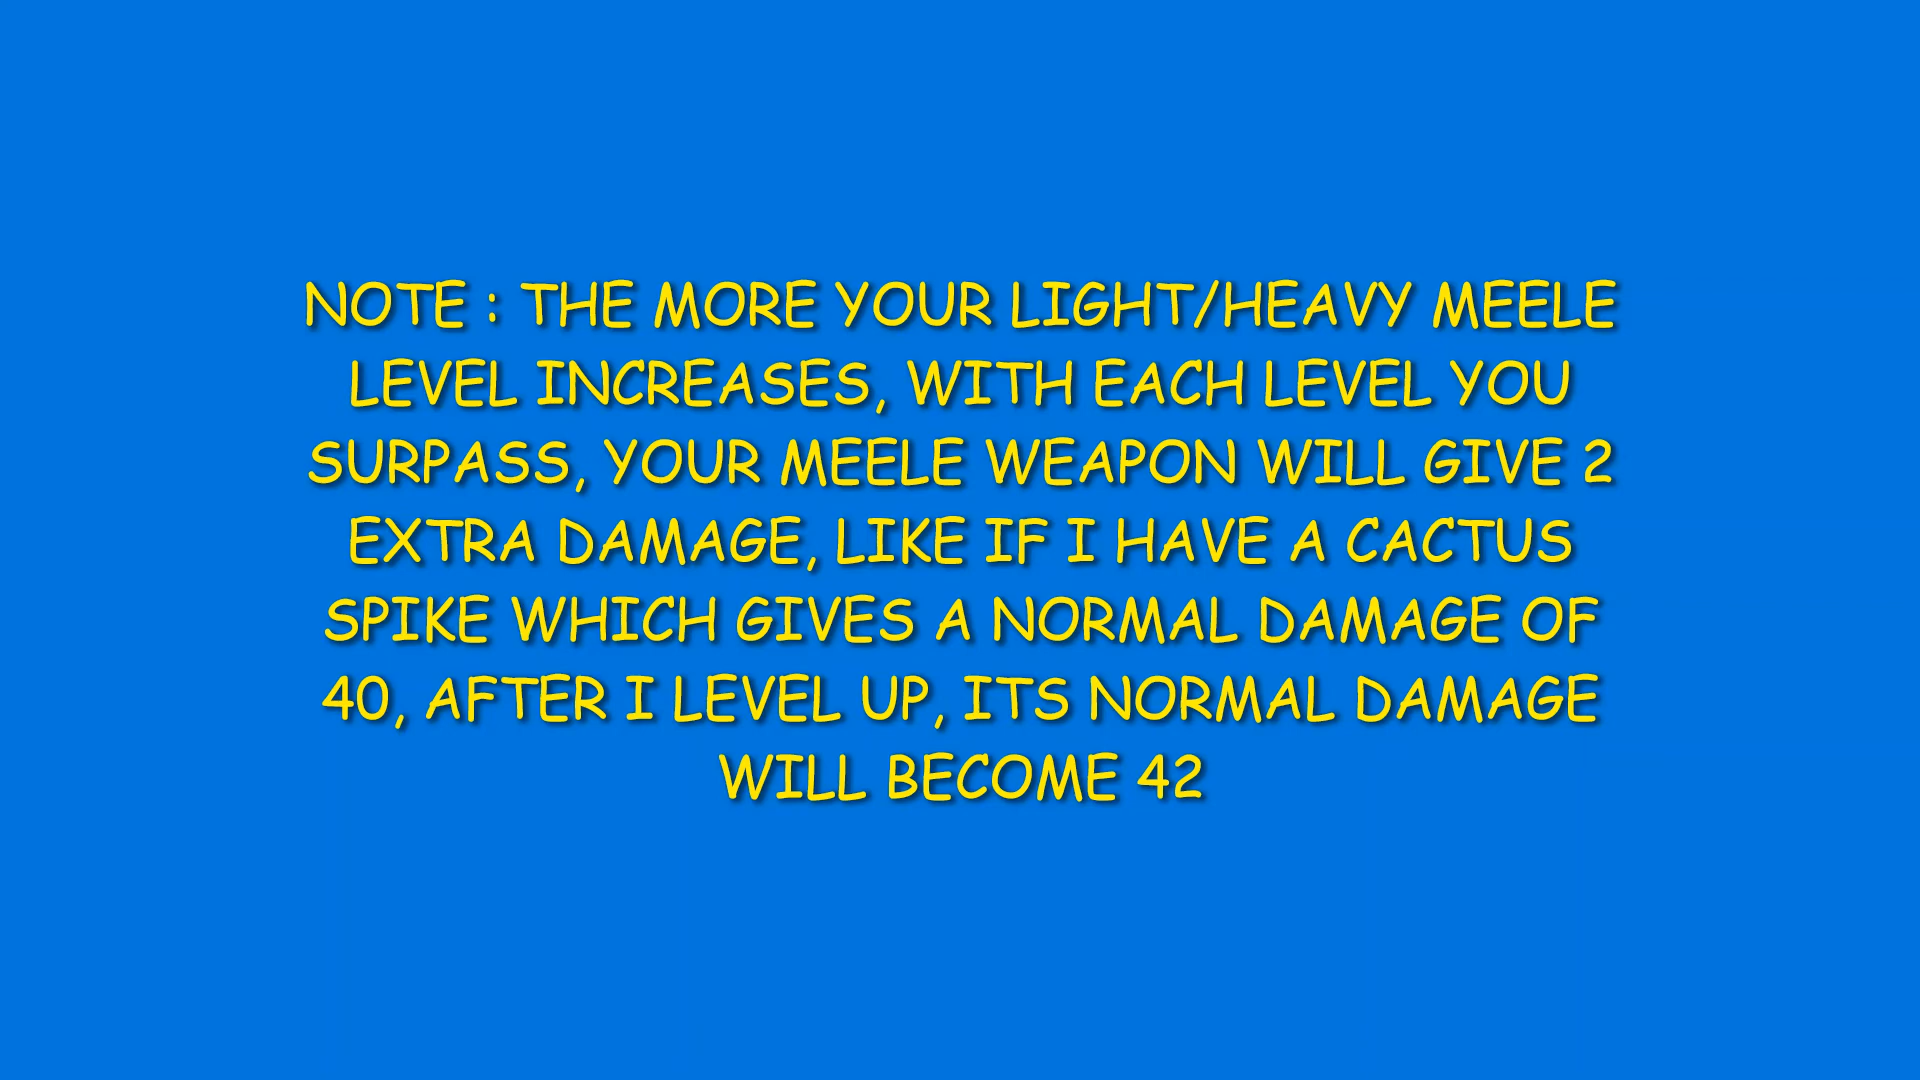 NOTE : THE MORE YOUR LIGHT/HEAVY MEELE
LEVEL INCREASES, WITH EACH LEVEL YOU
SURPASS, YOUR MEELE WEAPON WILL GIVE 2
EXTRA DAMAGE, LIKE IF I HAVE A CACTUS
SPIKE WHICH GIVES A NORMAL DAMAGE OF
40, AFTER I LEVEL UP, ITS NORMAL DAMAGE
WILL BECOME 42